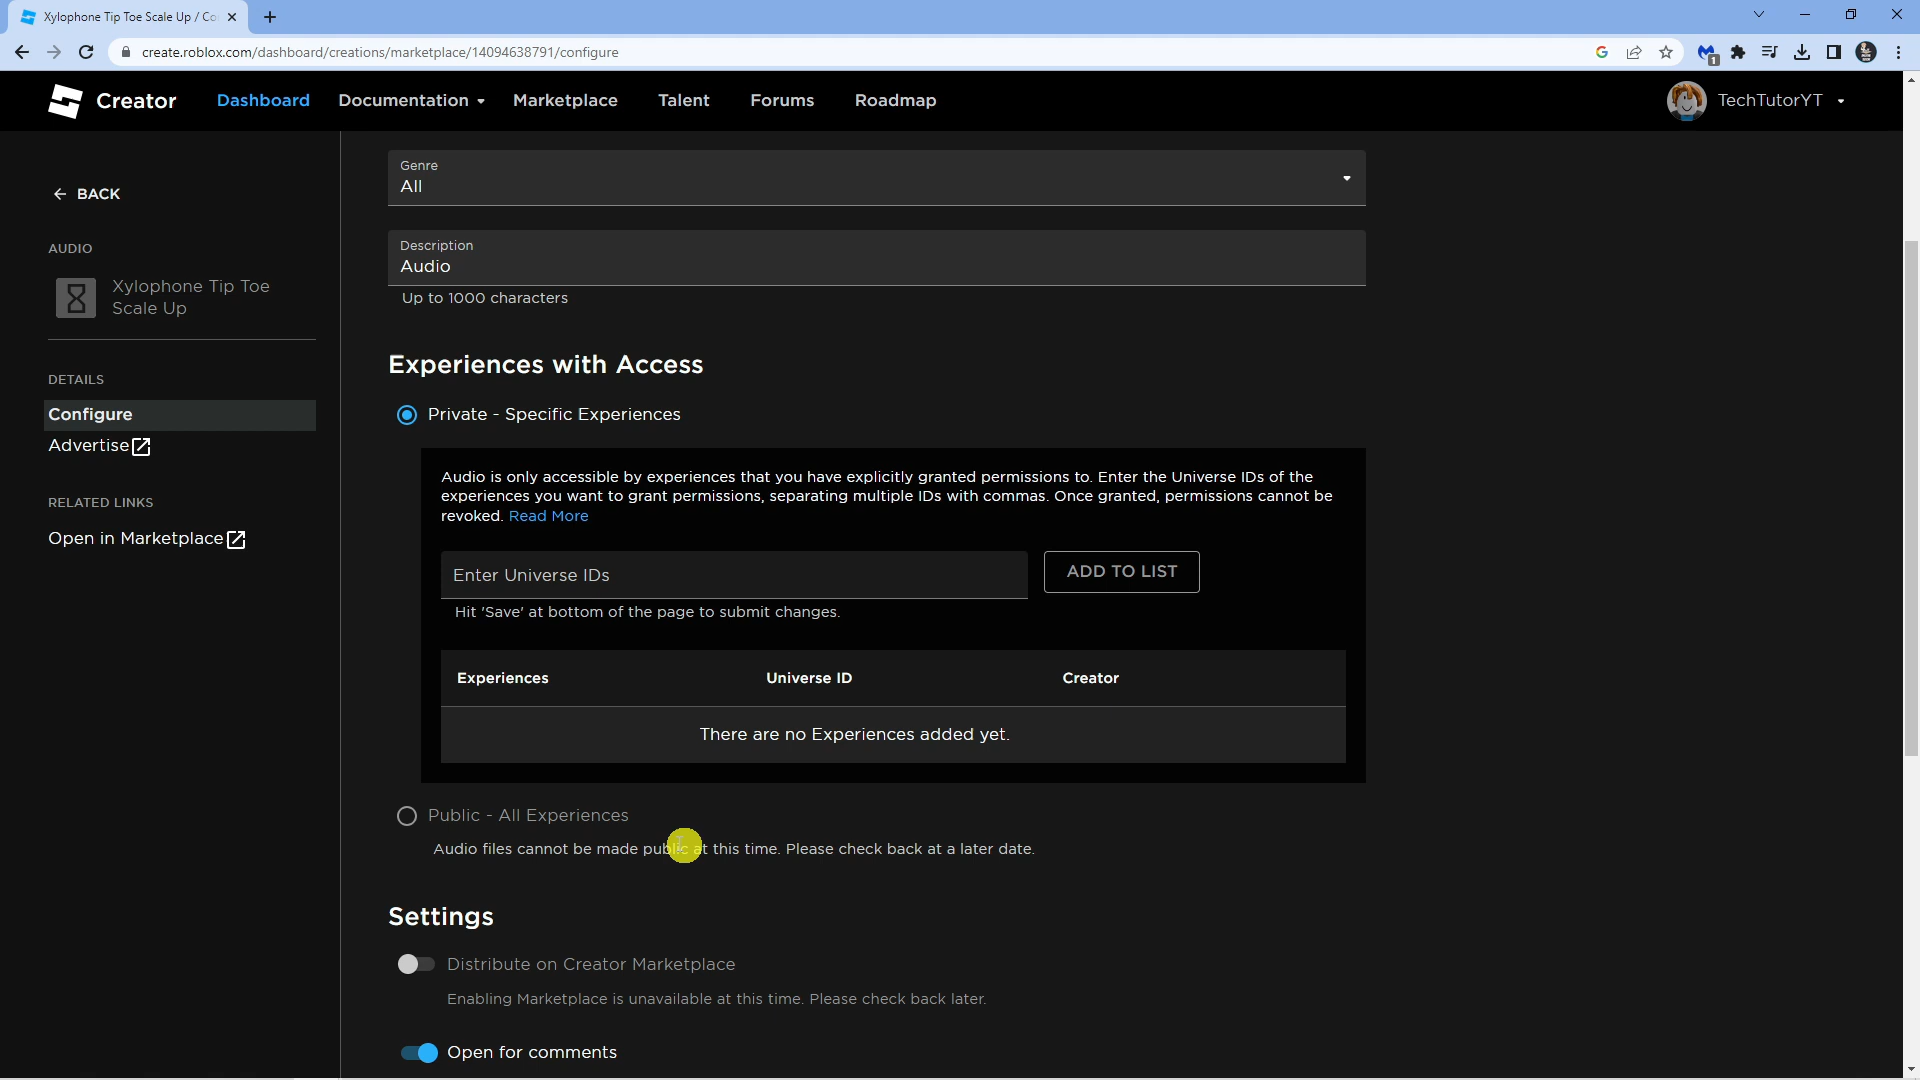 Xylophone Tip Toe Scale Up / Co
create.roblox.com/dashboard/creations/marketplace/14094638791/configure
1
Creator
Dashboard
Documentation
Marketplace
Talent
Forums
Roadmap
TechTutorYT
BACK
AUDIO
Xylophone Tip Toe
Scale Up
DETAILS
Configure
Advertise
RELATED LINKS
Open in Marketplace
Genre
All
Description
Audio
Up to 1000 characters
Experiences with Access
Private - Specific Experiences
Audio is only accessible by experiences that you have explicitly granted permissions to. Enter the Universe IDs of the
experiences you want to grant permissions, separating multiple IDs with commas. Once granted, permissions cannot be
revoked. Read More
Enter Universe IDs
ADD TO LIST
Hit 'Save' at bottom of the page to submit changes.
Experiences Universe ID Creator
There are no Experiences added yet.
Public - All Experiences
Audio files cannot be made public at this time. Please check back at a later date.
Settings
Distribute on Creator Marketplace
Enabling Marketplace is unavailable at this time. Please check back later.
Open for comments